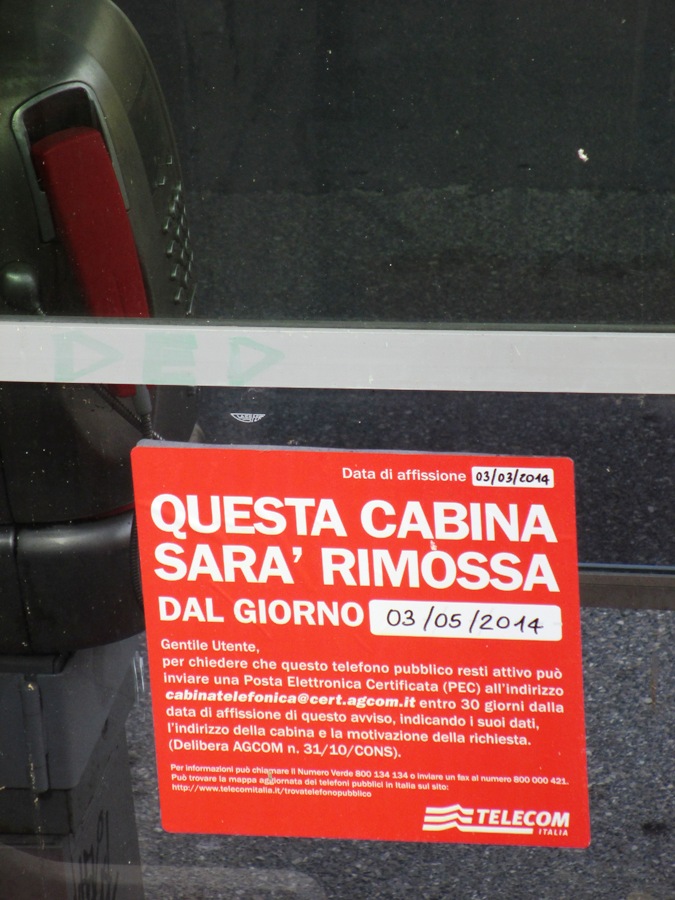 DED
Data di affissione 03/03/2014
QUESTA CABINA
SARA' RIMOSSA
DAL GIORNO 03/05/2014
Gentile Utente,
per chiedere che questo telefono pubblico resti attivo può
inviare una Posta Elettronica Certificata (PEC) all'indirizzo
cabinatelefonica@cert.agcom.it entro 30 giorni dalla
data di affissione di questo avviso, indicando i suoi dati,
l'indirizzo della cabina e la motivazione della richiesta.
(Delibera AGCOM n. 31/10/CONS).
Per informazioni può chiamare il Numero Verde 800 134 134 o inviare un fax al numero 800 000 421.
Può trovare la mappa aggiornata dei telefoni pubblici in Italia sul sito:
http://www.telecomitalia.it/trovatelefonopubblico
TELECOM
ITALIA